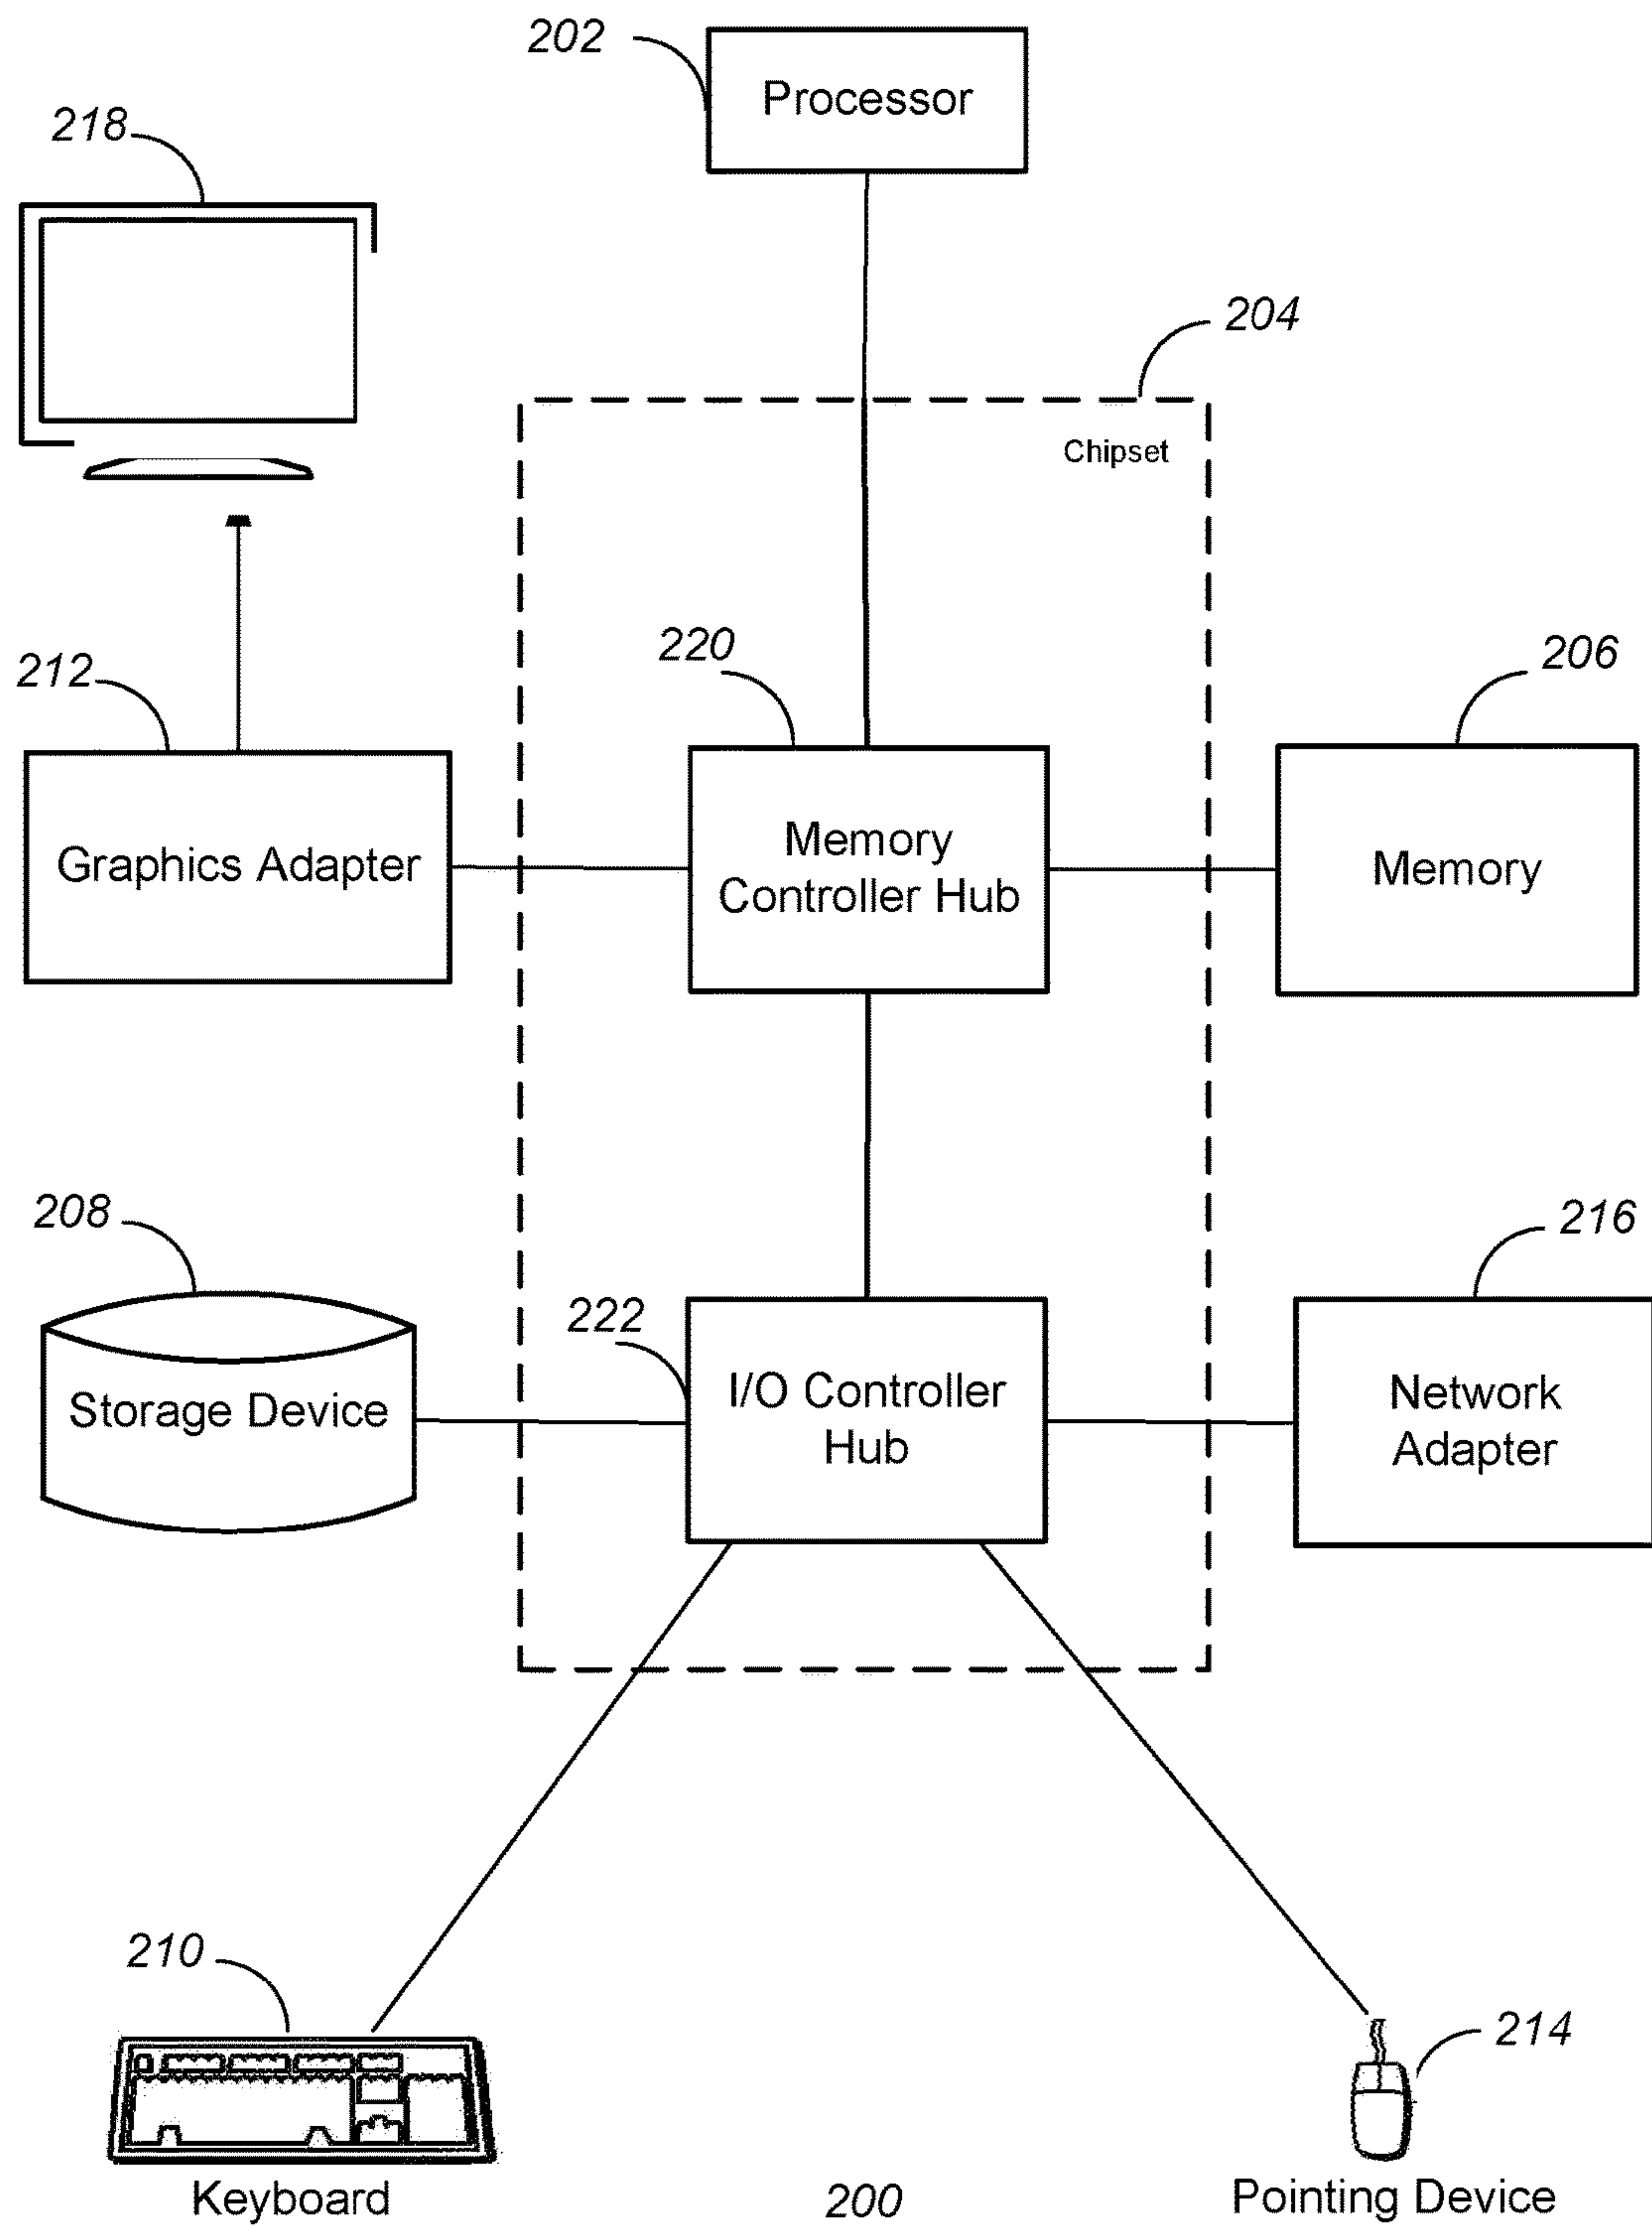 202
Processor
218
204
Chipset
220
206
212
Memory
Controller Hub
Graphics Adapter
Memory
208
216
222
I/O Controller
Hub
Storage Device
Network
Adapter
210
214
Keyboard
200
Pointing Device